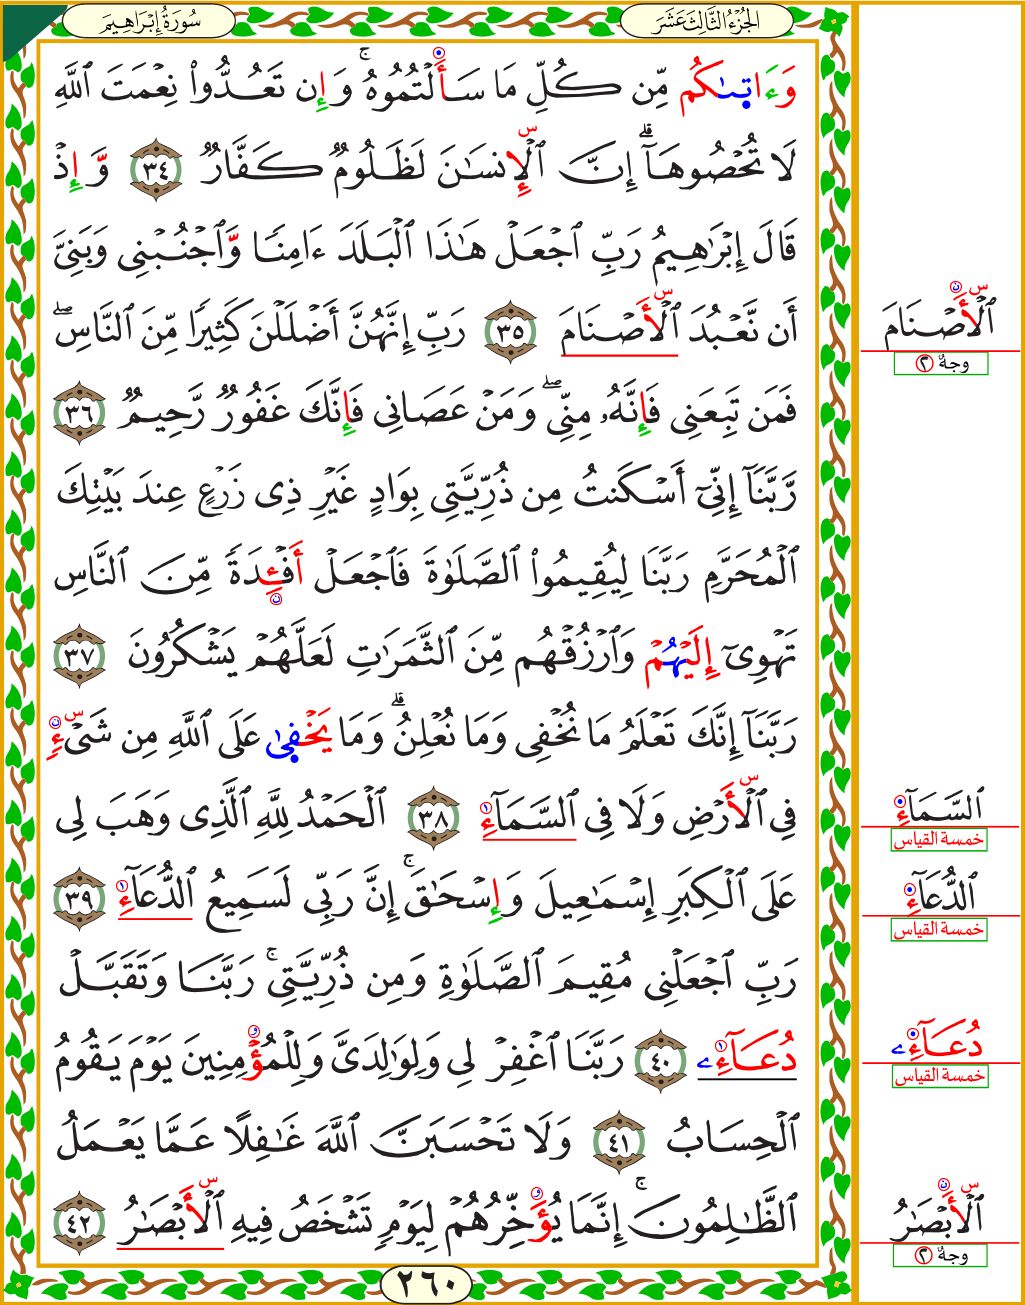 سُورَةُ إِبْرَاهِيمَ
الجُزْءُ الثَّالِثَ عَشَرَ
وَءَاتىٰكُم مِّن كُلِّ مَا سَأَلْتُمُوهُۚ وَإِن تَعُدُّوا۟ نِعْمَتَ ٱللَّهِ
لَا تُحْصُوهَآۗ إِنَّ ٱلْإِنسَٰنَ لَظَلُومٌ كَفَّارٌ ٣٤ وَإِذْ
قَالَ إِبْرَٰهِيمُ رَبِّ ٱجْعَلْ هَٰذَا ٱلْبَلَدَ ءَامِنًا وَّٱجْنُبْنِى وَبَنِىَّ
أَن نَّعْبُدَ ٱلْأَصْنَامَ ٣٥ رَبِّ إِنَّهُنَّ أَضْلَلْنَ كَثِيرًا مِّنَ ٱلنَّاسِۖ
فَمَن تَبِعَنِى فَإِنَّهُۥ مِنِّىۖ وَمَنْ عَصَانِى فَإِنَّكَ غَفُورٌ رَّحِيمٌ ٣٦
رَّبَّنَآ إِنِّىٓ أَسْكَنتُ مِن ذُرِّيَّتِى بِوَادٍ غَيْرِ ذِى زَرْعٍ عِندَ بَيْتِكَ
ٱلْمُحَرَّمِ رَبَّنَا لِيُقِيمُوا۟ ٱلصَّلَوٰةَ فَٱجْعَلْ أَفْـِٔدَةً مِّنَ ٱلنَّاسِ
تَهْوِىٓ إِلَيْهُمْ وَٱرْزُقْهُم مِّنَ ٱلثَّمَرَٰتِ لَعَلَّهُمْ يَشْكُرُونَ ٣٧
رَبَّنَآ إِنَّكَ تَعْلَمُ مَا نُخْفِى وَمَا نُعْلِنُۗ وَمَا يَخْفىٰ عَلَى ٱللَّهِ مِن شَىْءٍ
فِى ٱلْأَرْضِ وَلَا فِى ٱلسَّمَآءِ ٣٨ ٱلْحَمْدُ لِلَّهِ ٱلَّذِى وَهَبَ لِى
عَلَى ٱلْكِبَرِ إِسْمَٰعِيلَ وَإِسْحَٰقَۚ إِنَّ رَبِّى لَسَمِيعُ ٱلدُّعَآءِ ٣٩
رَبِّ ٱجْعَلْنِى مُقِيمَ ٱلصَّلَوٰةِ وَمِن ذُرِّيَّتِىۚ رَبَّنَا وَتَقَبَّلْ
دُعَآءِۦ ٤٠ رَبَّنَا ٱغْفِرْ لِى وَلِوَٰلِدَىَّ وَلِلْمُؤْمِنِينَ يَوْمَ يَقُومُ
ٱلْحِسَابُ ٤١ وَلَا تَحْسَبَنَّ ٱللَّهَ غَٰفِلًا عَمَّا يَعْمَلُ
ٱلظَّٰلِمُونَۚ إِنَّمَا يُؤَخِّرُهُمْ لِيَوْمٍ تَشْخَصُ فِيهِ ٱلْأَبْصَٰرُ ٤٢
ٱلْأَصْنَامَ
وجهٌ ٢
ٱلسَّمَآءِ
خمسة القياس
ٱلدُّعَآءِ
خمسة القياس
دُعَآءِۦ
خمسة القياس
ٱلْأَبْصَٰرُ
وجهٌ ٢
٢٦٠